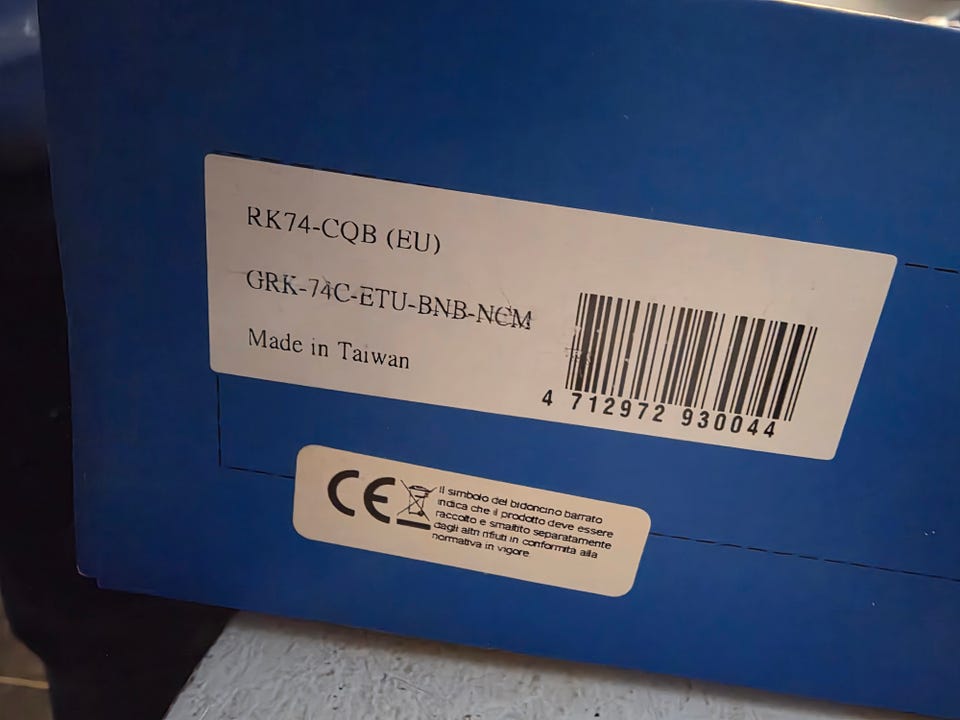 RK74-CQB (EU)
GRK-74C-ETU-BNB-NCM
Made in Taiwan
4 712972 930044
CE
Il simbolo del bidoncino barrato
indica che il prodotto deve essere
raccolto e smaltito separatamente
dagli altri rifiuti in conformità alla
normativa in vigore